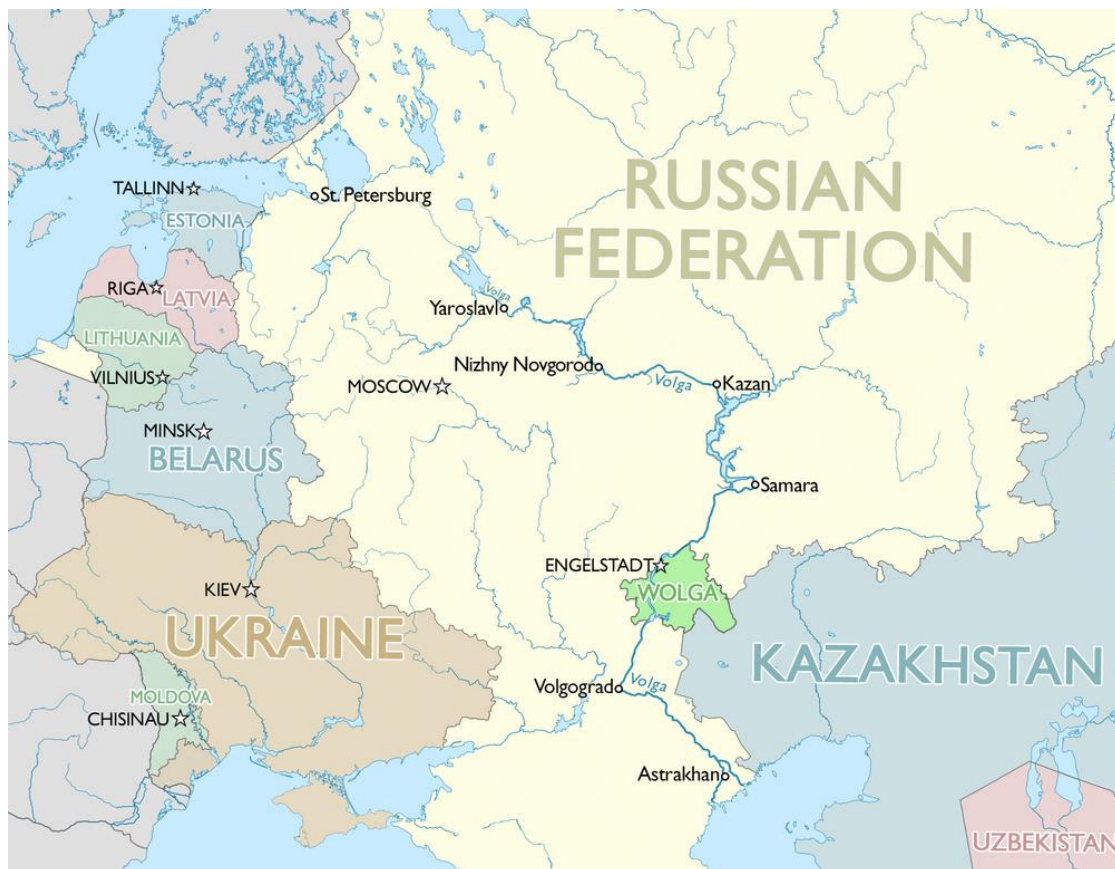 RUSSIAN
FEDERATION
TALLINN
St. Petersburg
ESTONIA
RIGA
LATVIA
Volga
Yaroslavl
LITHUANIA
Nizhny Novgorod
VILNIUS
MOSCOW
Volga
Kazan
MINSK
BELARUS
Samara
ENGELSTADT
KIEV
WOLGA
UKRAINE
KAZAKHSTAN
Volgograd
Volga
MOLDOVA
CHISINAU
Astrakhan
UZBEKISTAN